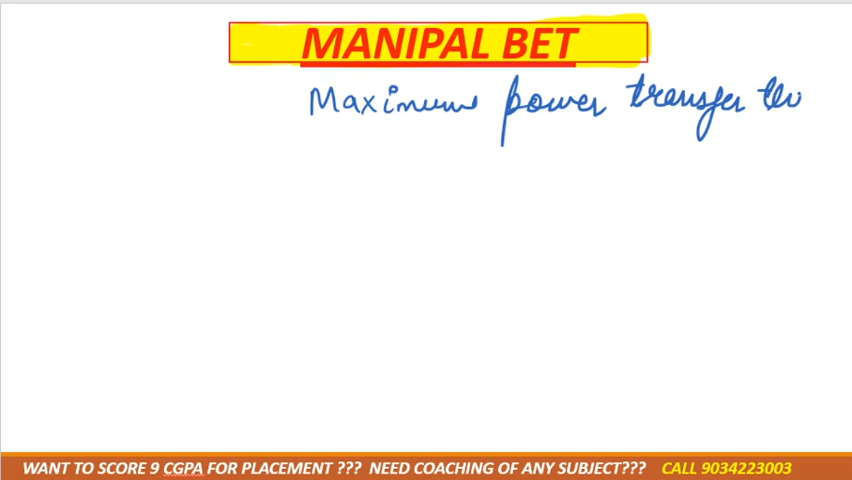 MANIPAL BET
Maximum power transfer
WANT TO SCORE 9 CGPA FOR PLACEMENT ??? NEED COACHING OF ANY SUBJECT??? CALL 9034223003